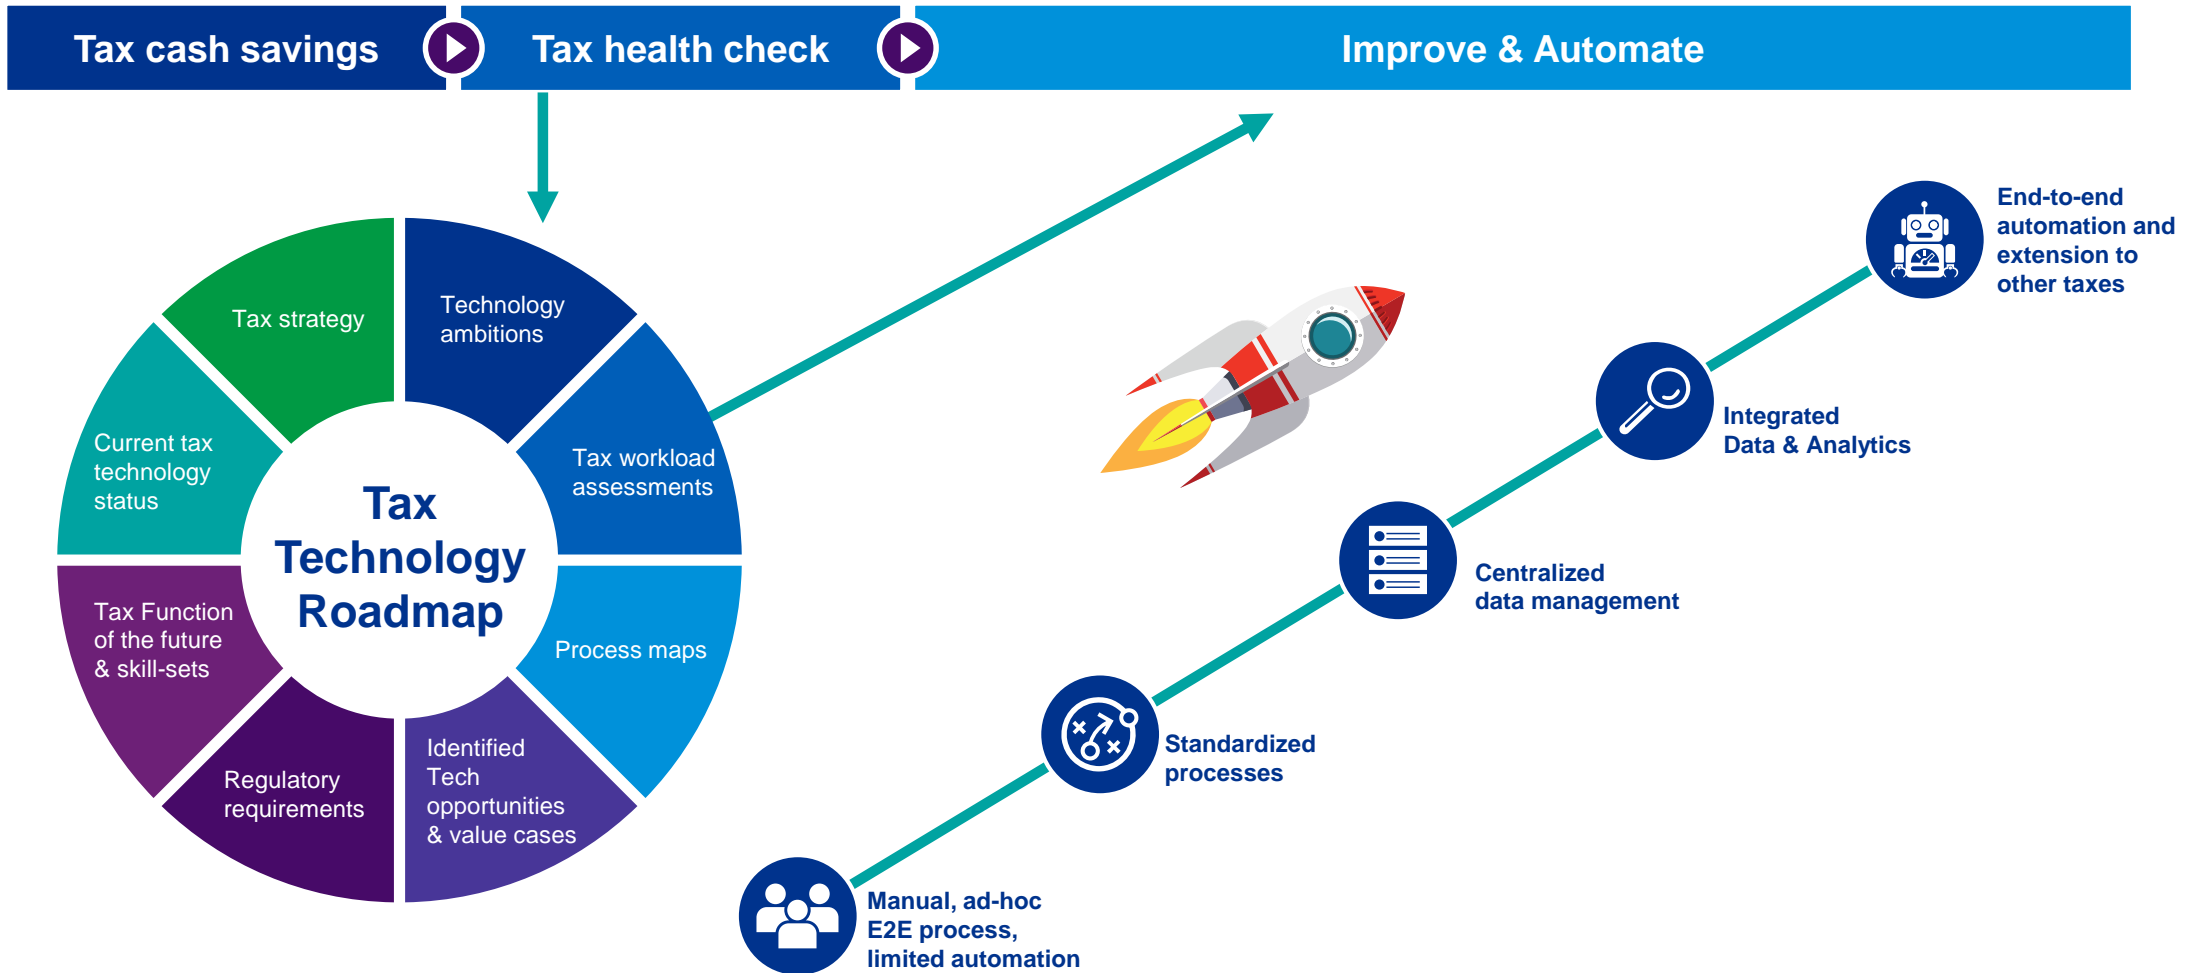 Tax cash savings
Tax health check
Improve & Automate
Tax strategy
Technology
ambitions
Tax workload
assessments
Process maps
Identified
Tech
opportunities
& value cases
Regulatory
requirements
Tax Function
of the future
& skill-sets
Current tax
technology
status
Tax
Technology
Roadmap
Manual, ad-hoc
E2E process,
limited automation
Standardized
processes
Centralized
data management
Integrated
Data & Analytics
End-to-end
automation and
extension to
other taxes